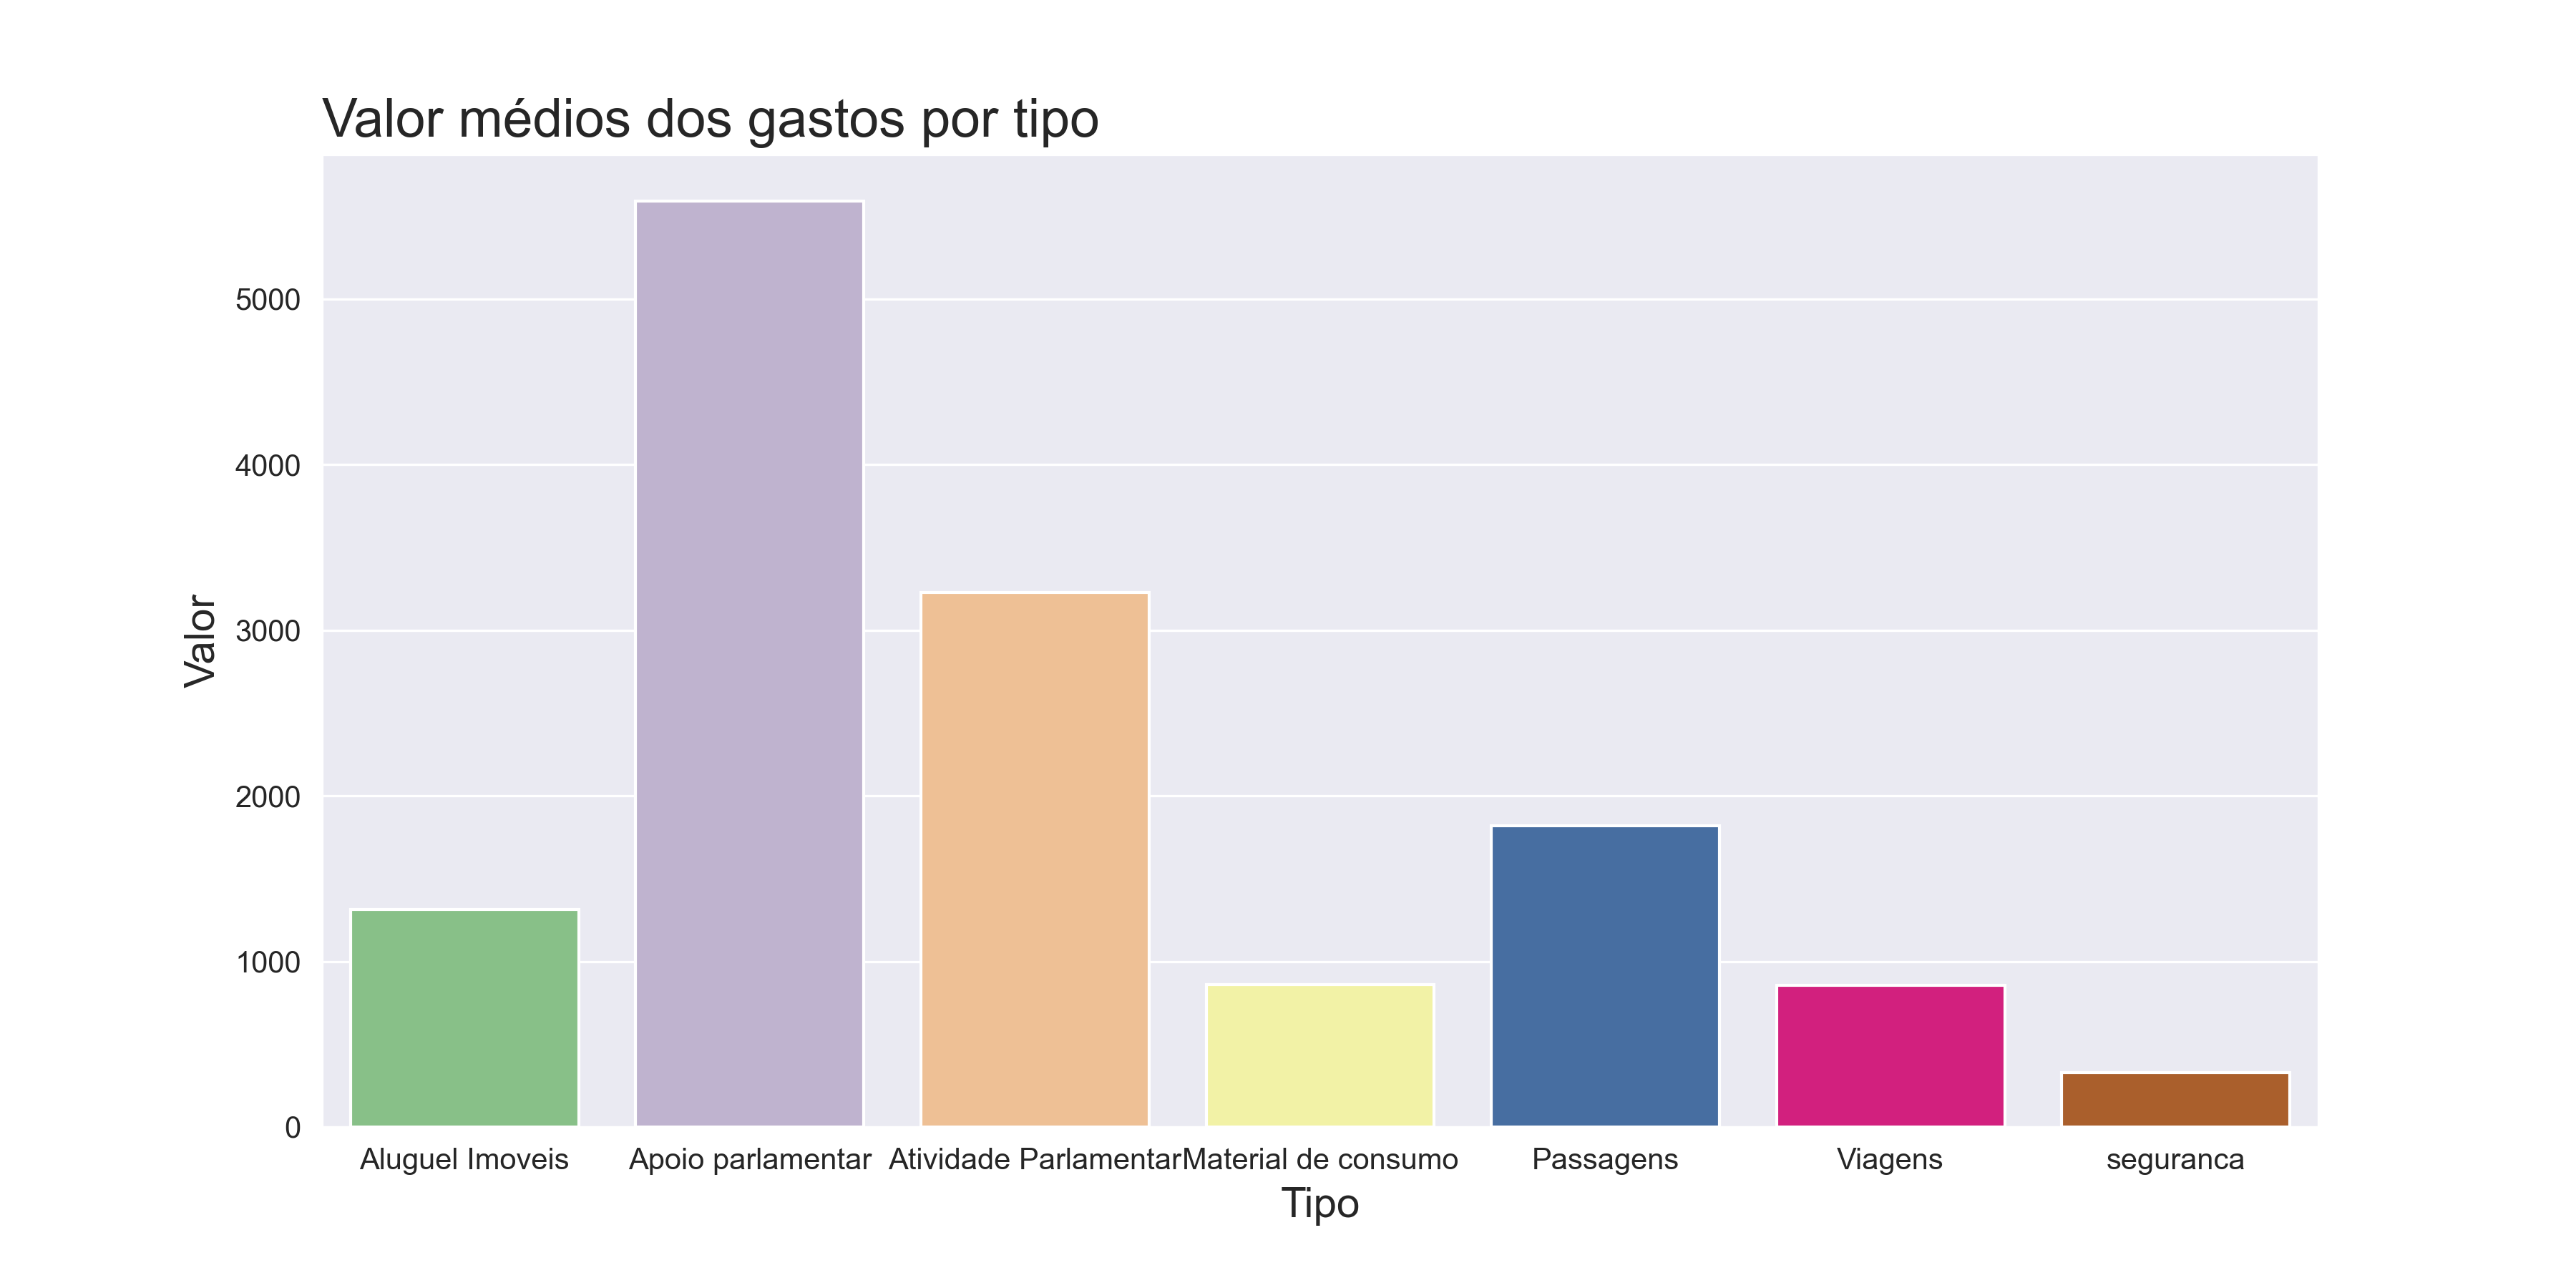 Valor médios dos gastos por tipo
Valor
5000
4000
3000
2000
1000
0
Aluguel Imoveis Apoio parlamentar Atividade Parlamentar Material de consumo Passagens Viagens seguranca
Tipo